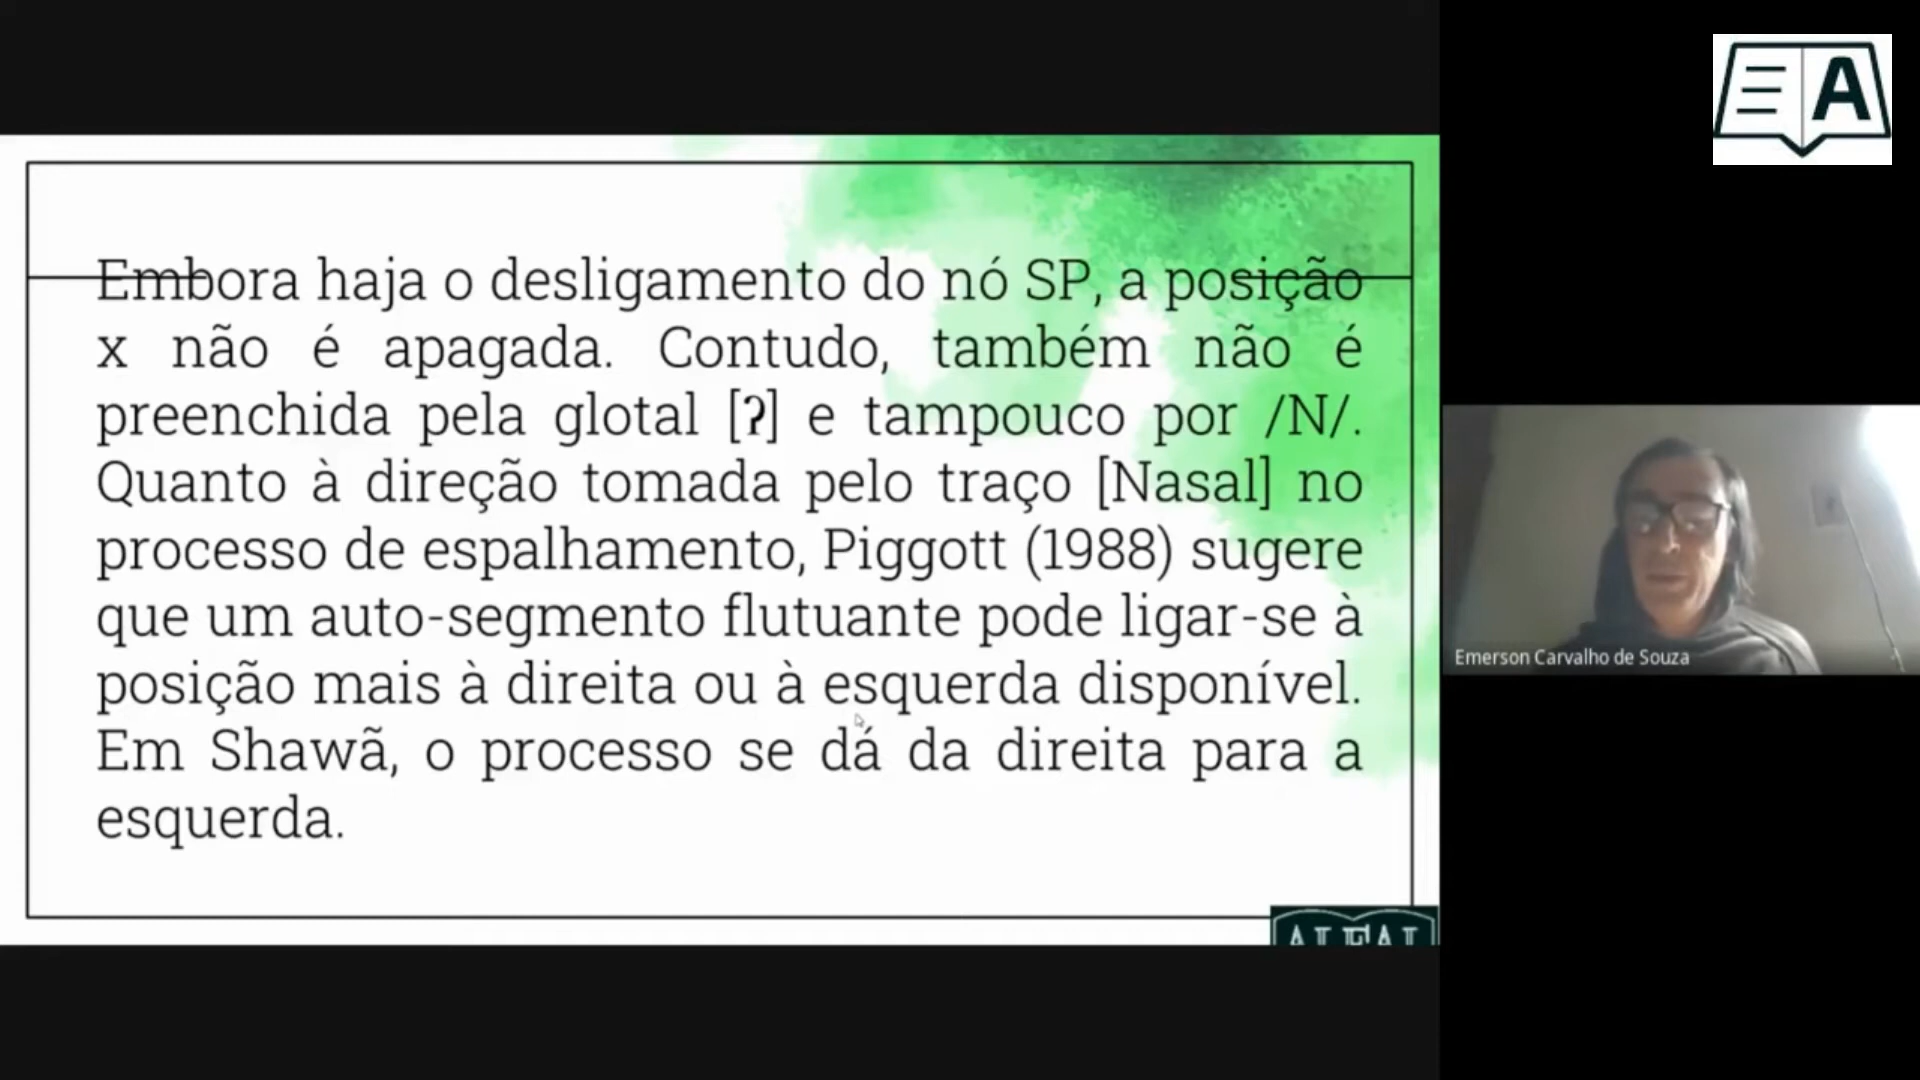 Embora haja o desligamento do nó SP, a posição
x não é apagada. Contudo, também não é
preenchida pela glotal [ʔ] e tampouco por /N/.
Quanto à direção tomada pelo traço [Nasal] no
processo de espalhamento, Piggott (1988) sugere
que um auto-segmento flutuante pode ligar-se à
posição mais à direita ou à esquerda disponível.
Em Shawã, o processo se dá da direita para a
esquerda.
ALFAL
A
Emerson Carvalho de Souza